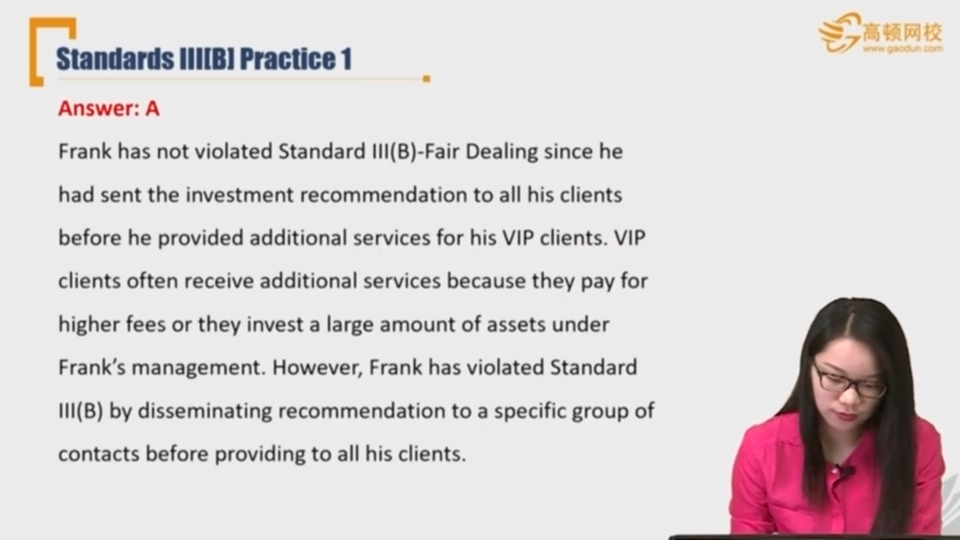 Standards III[B] Practice 1
高顿网校
www.gaodun.com
Answer: A
Frank has not violated Standard III(B)-Fair Dealing since he
had sent the investment recommendation to all his clients
before he provided additional services for his VIP clients. VIP
clients often receive additional services because they pay for
higher fees or they invest a large amount of assets under
Frank’s management. However, Frank has violated Standard
III(B) by disseminating recommendation to a specific group of
contacts before providing to all his clients.